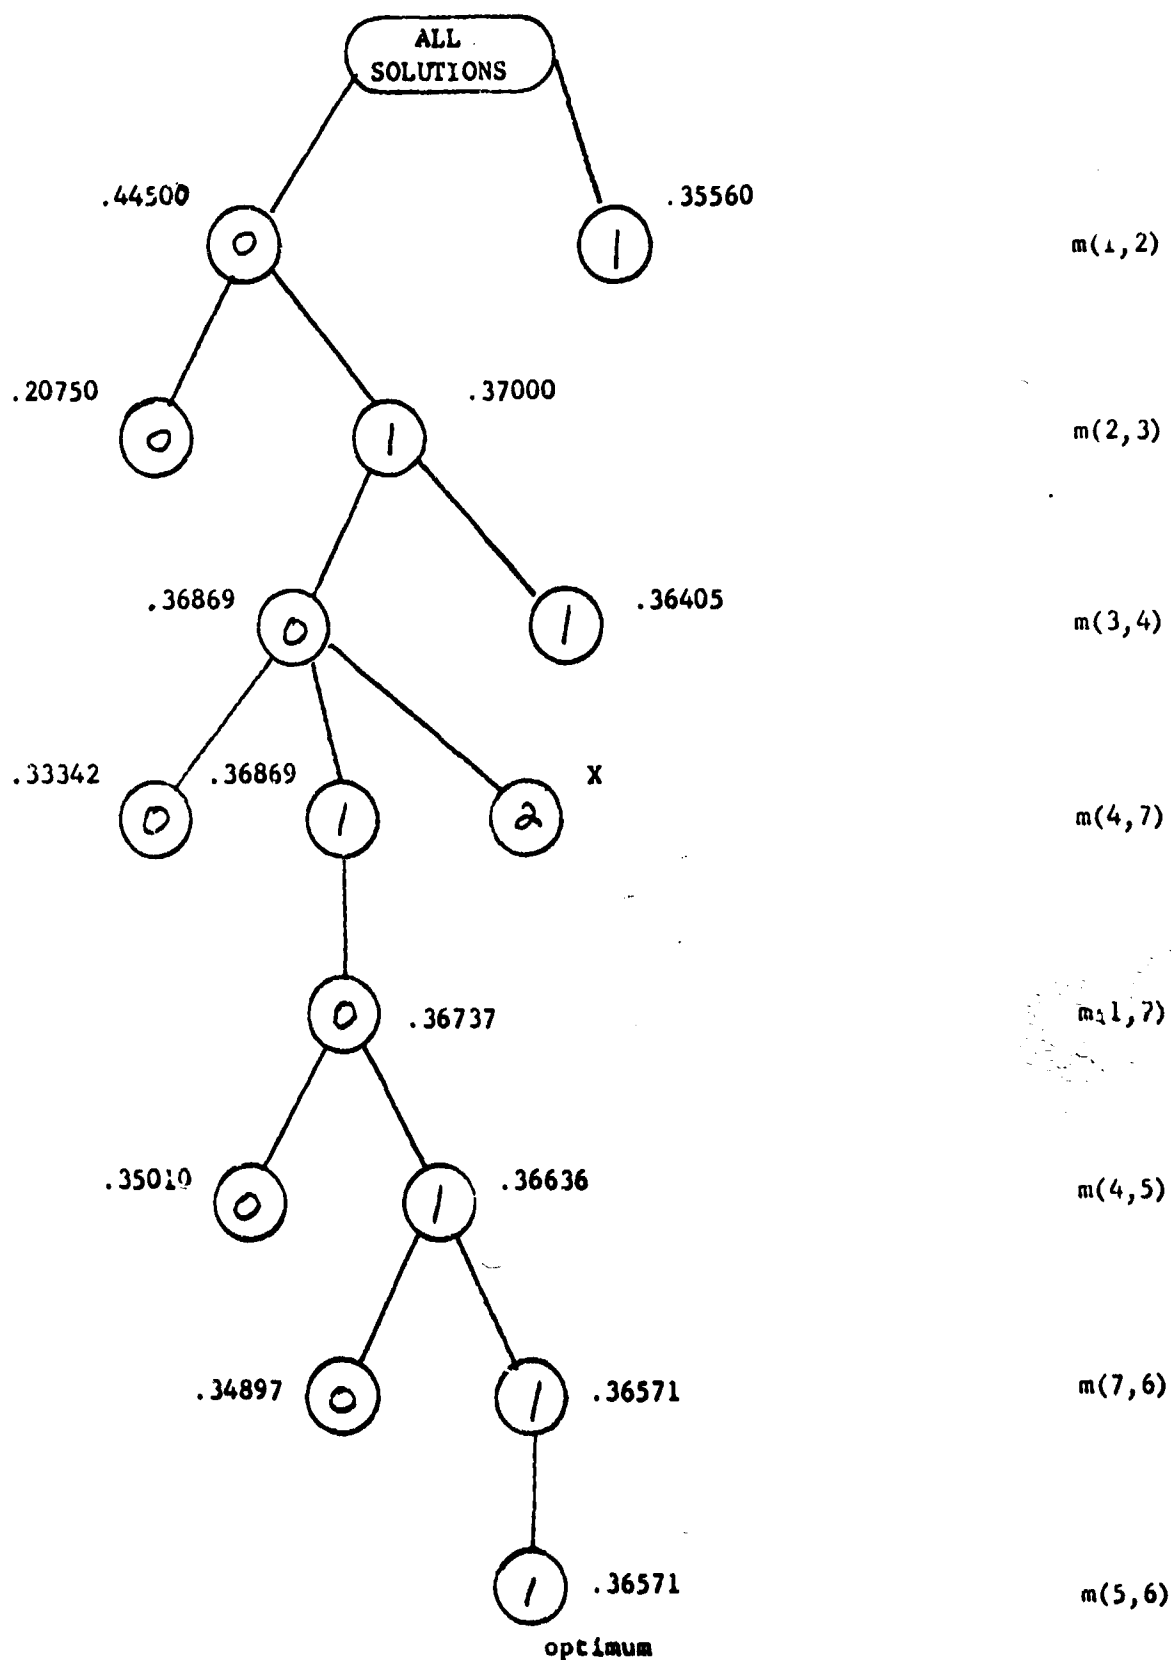 ALL
SOLUTIONS
.44500
.35560
0
1
m(1,2)
.20750
.37000
0
1
m(2,3)
.36869
.36405
0
1
m(3,4)
.33342
.36869
X
0
1
2
m(4,7)
0
.36737
m(1,7)
.35010
.36636
0
1
m(4,5)
.34897
0
1
.36571
m(7,6)
1
.36571
m(5,6)
optimum